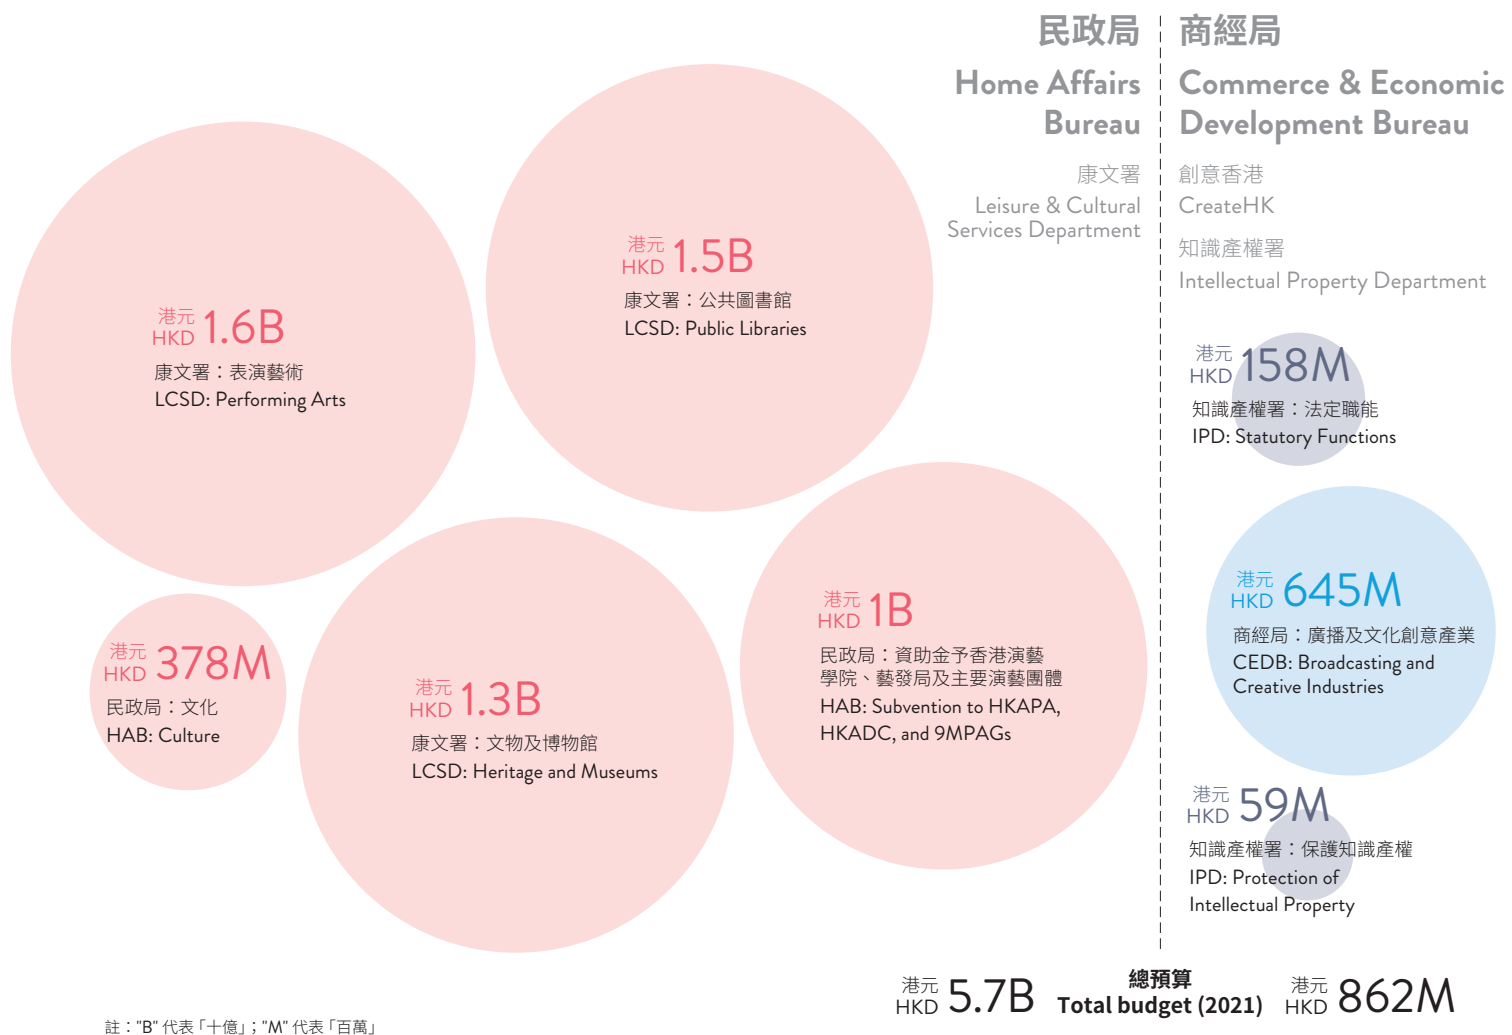 民政局
Home Affairs
Bureau
康文署
Leisure & Cultural
Services Department
商經局
Commerce & Economic
Development Bureau
創意香港
CreateHK
知識產權署
Intellectual Property Department
港元
HKD 1.6B
康文署：表演藝術
LCSD: Performing Arts
港元
HKD 1.5B
康文署：公共圖書館
LCSD: Public Libraries
港元
HKD 378M
民政局：文化
HAB: Culture
港元
HKD 1.3B
康文署：文物及博物館
LCSD: Heritage and Museums
港元
HKD 1B
民政局：資助金予香港演藝
學院、藝發局及主要演藝團體
HAB: Subvention to HKAPA,
HKADC, and 9MPAGs
港元
HKD 158M
知識產權署：法定職能
IPD: Statutory Functions
港元
HKD 645M
商經局：廣播及文化創意產業
CEDB: Broadcasting and
Creative Industries
港元
HKD 59M
知識產權署：保護知識產權
IPD: Protection of
Intellectual Property
港元
HKD 5.7B
總預算
Total budget (2021)
港元
HKD 862M
註："B" 代表「十億」；"M" 代表「百萬」